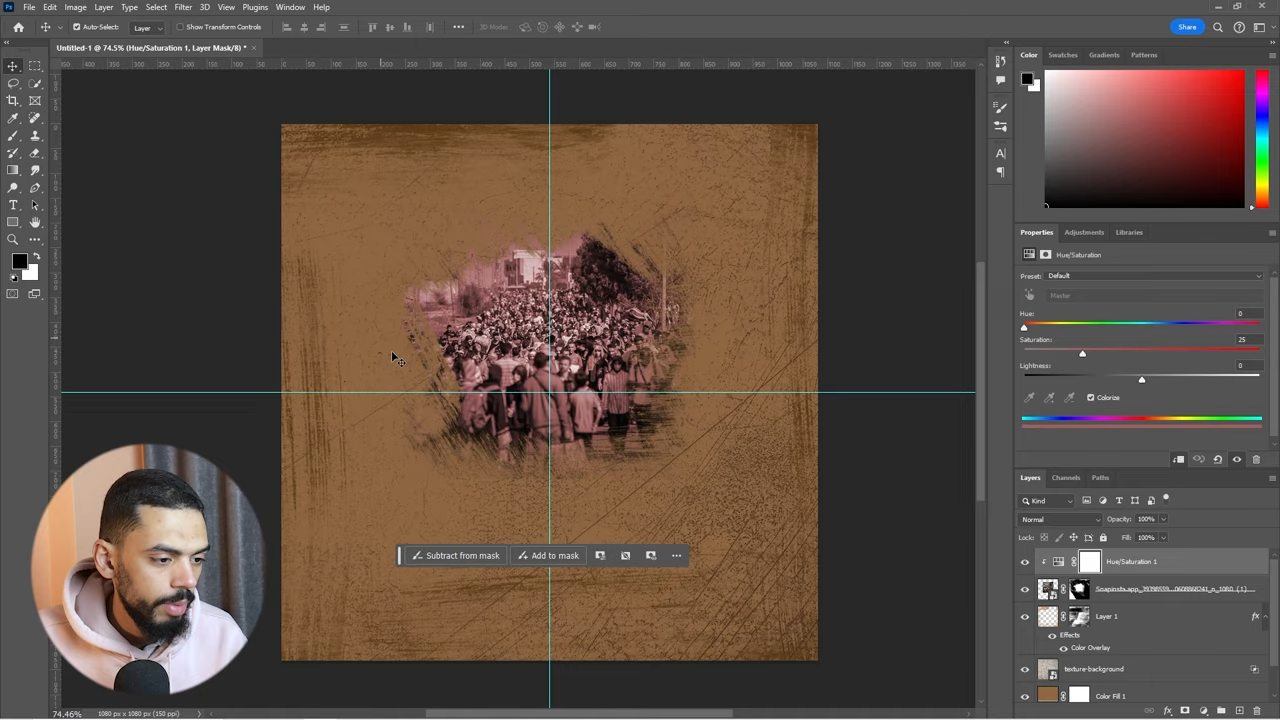 File Edit Image Layer Type Select Filter 3D View Plugins Window Help
Auto-Select: Layer Show Transform Controls 3D Mode: Share
Untitled-1 @ 74.5% (Hue/Saturation 1, Layer Mask/8) *
Color Swatches Gradients Patterns
Properties Adjustments Libraries
Hue/Saturation
Preset: Default
Master
Hue: 0
Saturation: 25
Lightness: 0
Colorize
Subtract from mask Add to mask
Layers Channels Paths
Kind
Normal Opacity: 100%
Lock: Fill: 100%
Hue/Saturation 1
Layer 1 fx
Effects
Color Overlay
texture-background
Color Fill 1
74.46% 1080 px x 1080 px (150 ppi)